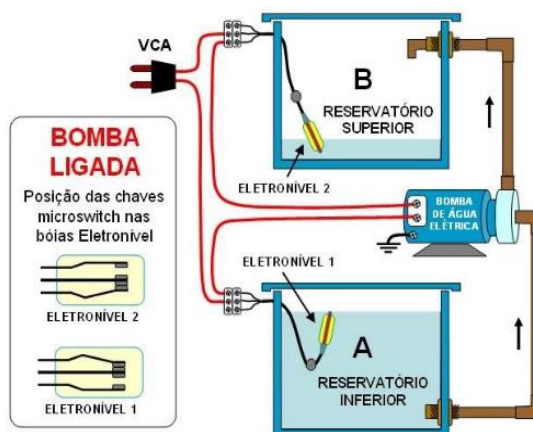 VCA
B
RESERVATÓRIO
SUPERIOR
ELETRONÍVEL 2
BOMBA
LIGADA
Posição das chaves
microswitch nas
bóias Eletronível
ELETRONÍVEL 2
ELETRONÍVEL 1
BOMBA
DE ÁGUA
ELÉTRICA
ELETRONÍVEL 1
A
RESERVATÓRIO
INFERIOR